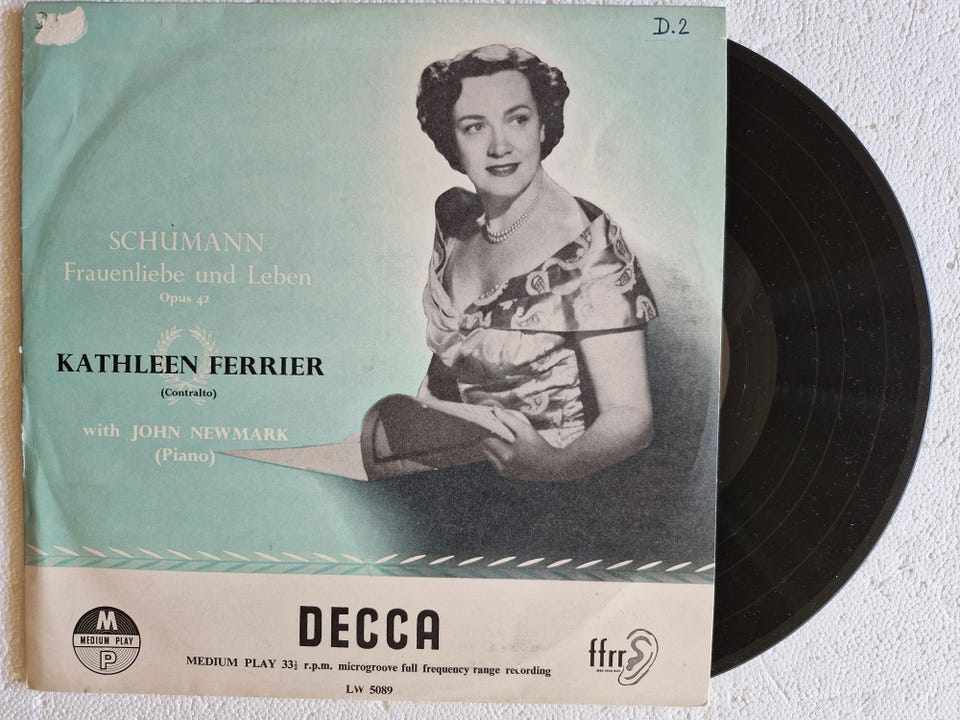 D.2
SCHUMANN
Frauenliebe und Leben
Opus 42
KATHLEEN FERRIER
(Contralto)
with JOHN NEWMARK
(Piano)
M
MEDIUM PLAY
P
DECCA
MEDIUM PLAY 33⅓ r.p.m. microgroove full frequency range recording
LW 5089
ffrr